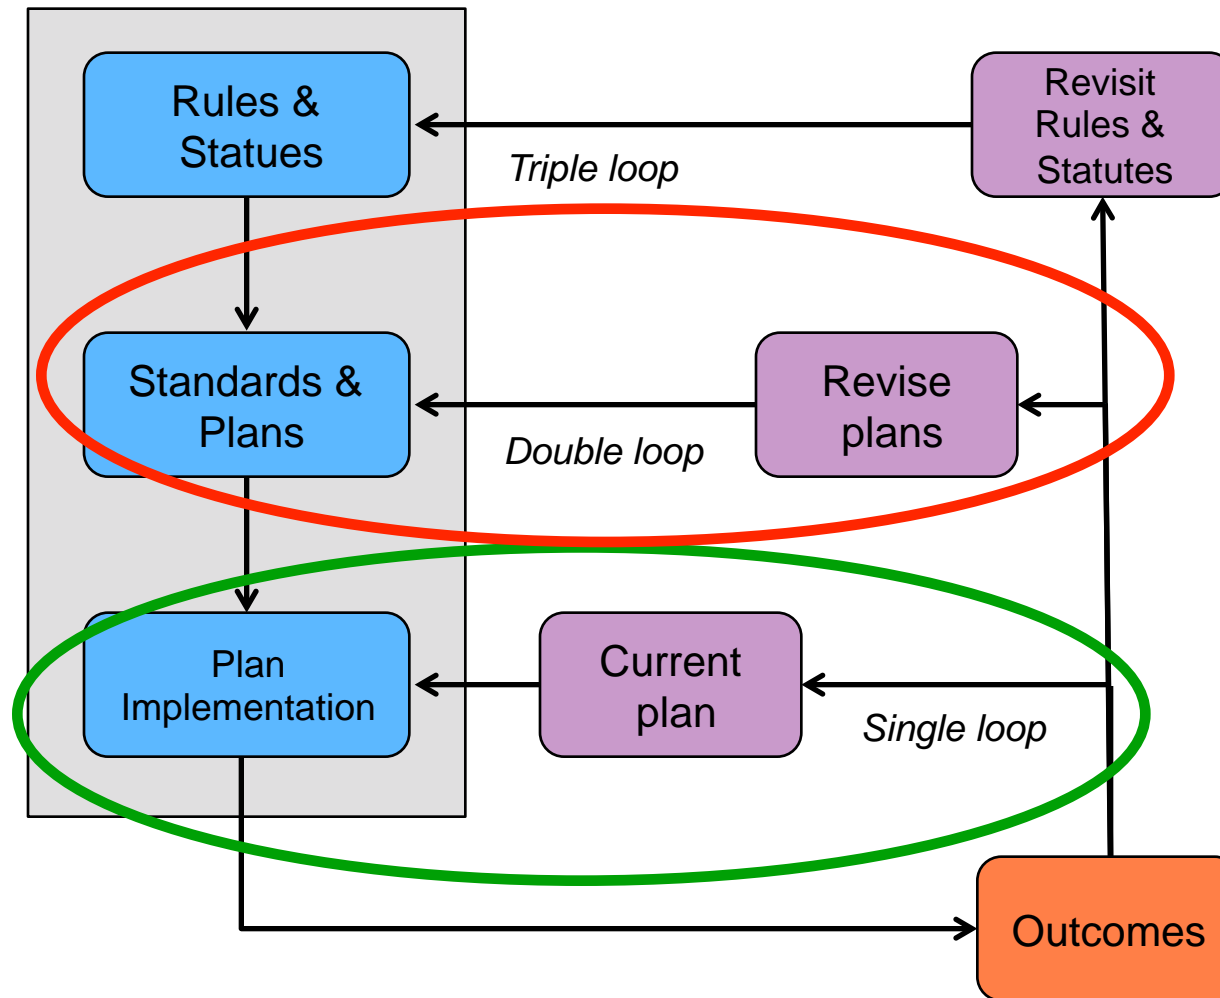 Rules &
Statues
Revisit
Rules &
Statutes
Triple loop
Standards &
Plans
Revise
plans
Double loop
Plan
Implementation
Current
plan
Single loop
Outcomes